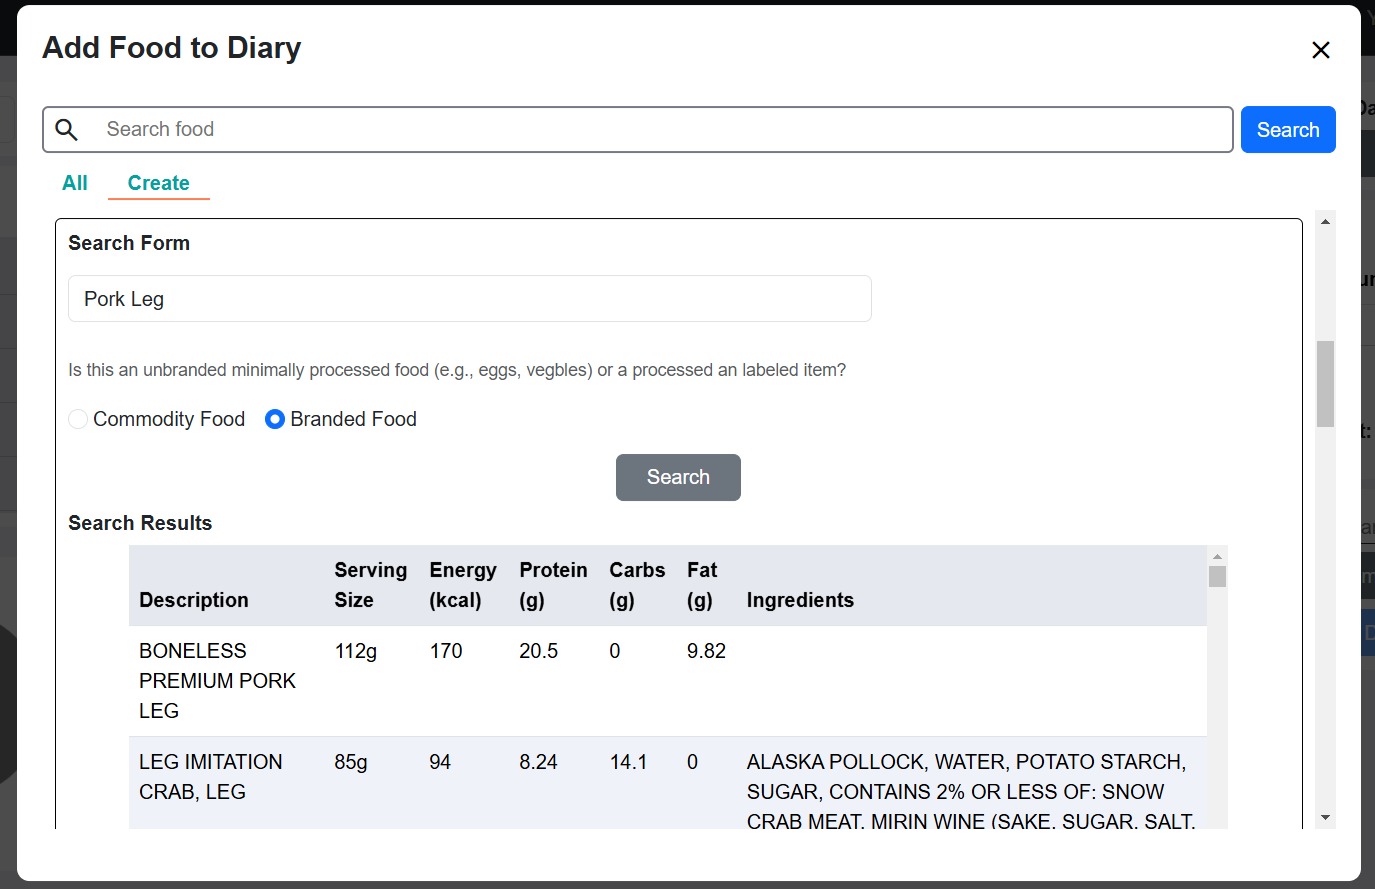 Add Food to Diary
Search food
Search
All
Create
Search Form
Pork Leg
Is this an unbranded minimally processed food (e.g., eggs, vegbles) or a processed an labeled item?
Commodity Food
Branded Food
Search
Search Results
Description Serving Size Energy (kcal) Protein (g) Carbs (g) Fat (g) Ingredients
BONELESS PREMIUM PORK LEG 112g 170 20.5 0 9.82
LEG IMITATION CRAB, LEG 85g 94 8.24 14.1 0 ALASKA POLLOCK, WATER, POTATO STARCH,
SUGAR, CONTAINS 2% OR LESS OF: SNOW
CRAB MEAT, MIRIN WINE (SAKE, SUGAR, SALT,